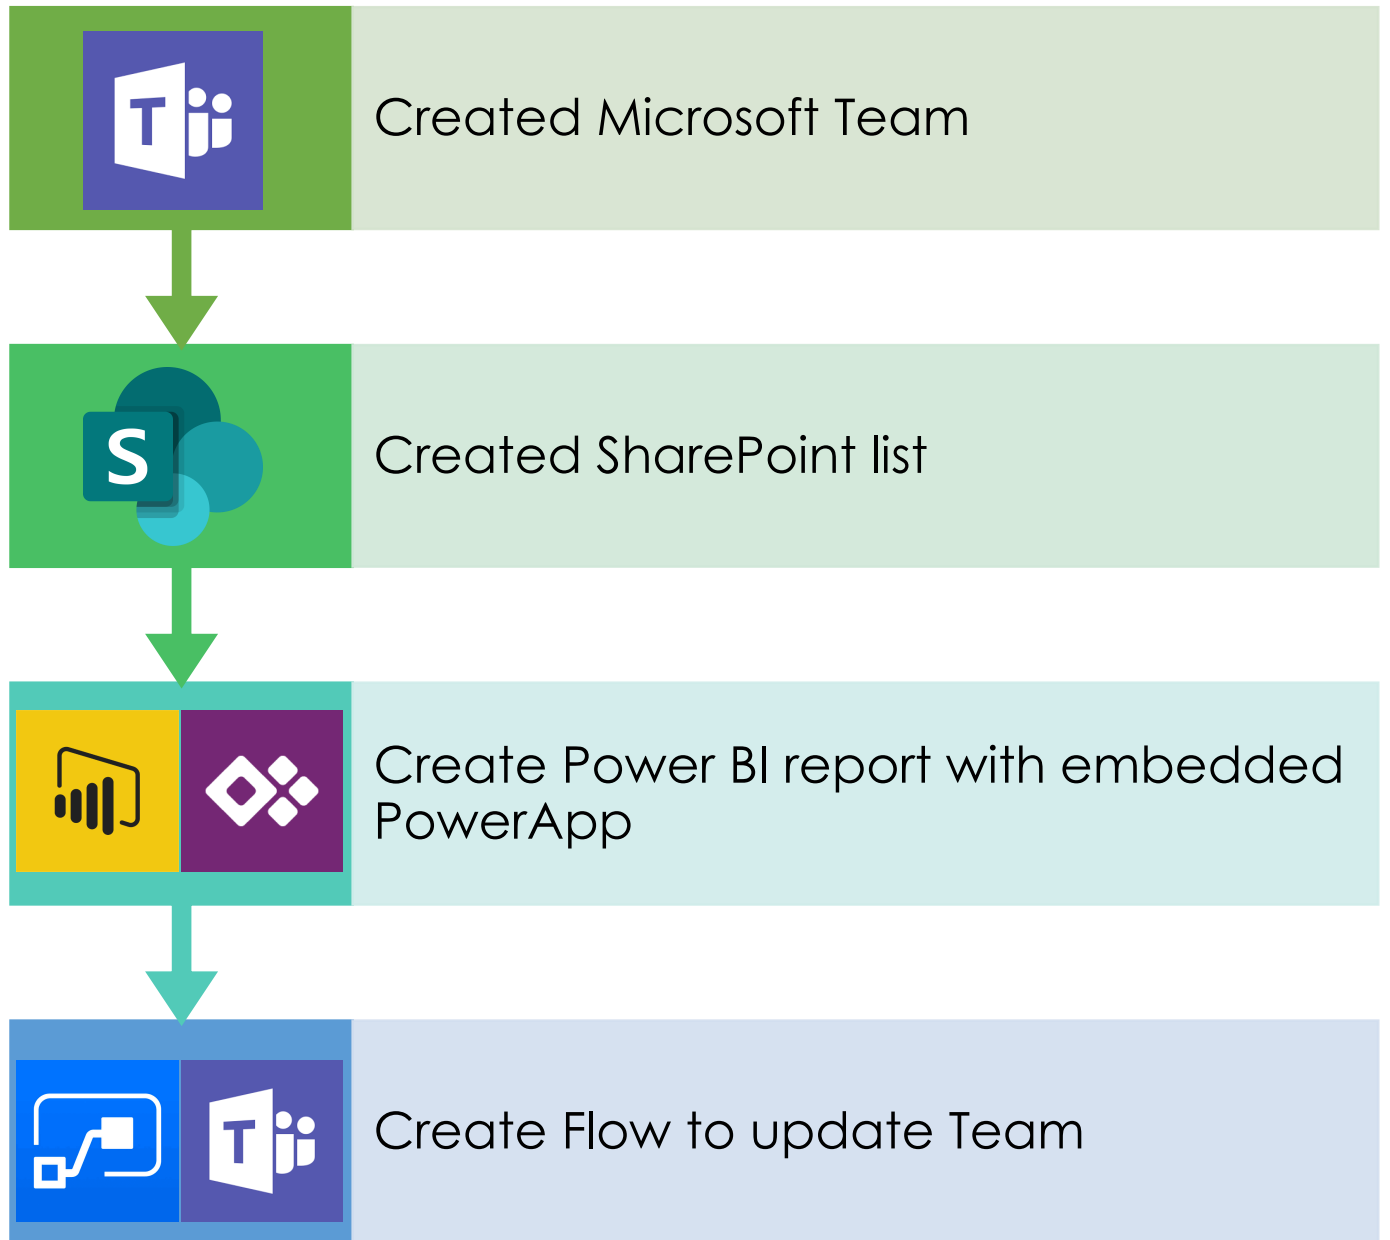 T
Created Microsoft Team
S
Created SharePoint list
Create Power BI report with embedded
PowerApp
T
Create Flow to update Team